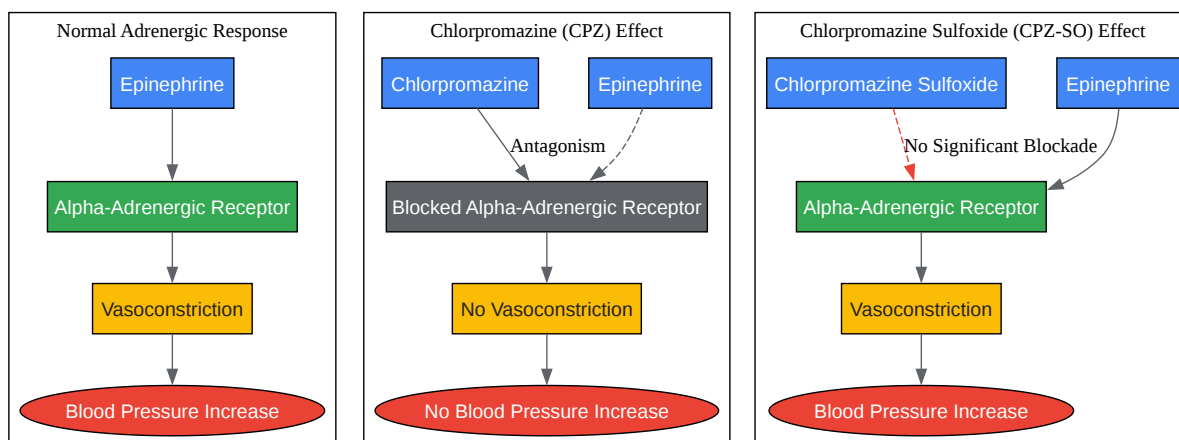 Normal Adrenergic Response
Epinephrine
Alpha-Adrenergic Receptor
Vasoconstriction
Blood Pressure Increase
Chlorpromazine (CPZ) Effect
Chlorpromazine
Epinephrine
Antagonism
Blocked Alpha-Adrenergic Receptor
No Vasoconstriction
No Blood Pressure Increase
Chlorpromazine Sulfoxide (CPZ-SO) Effect
Chlorpromazine Sulfoxide
Epinephrine
No Significant Blockade
Alpha-Adrenergic Receptor
Vasoconstriction
Blood Pressure Increase